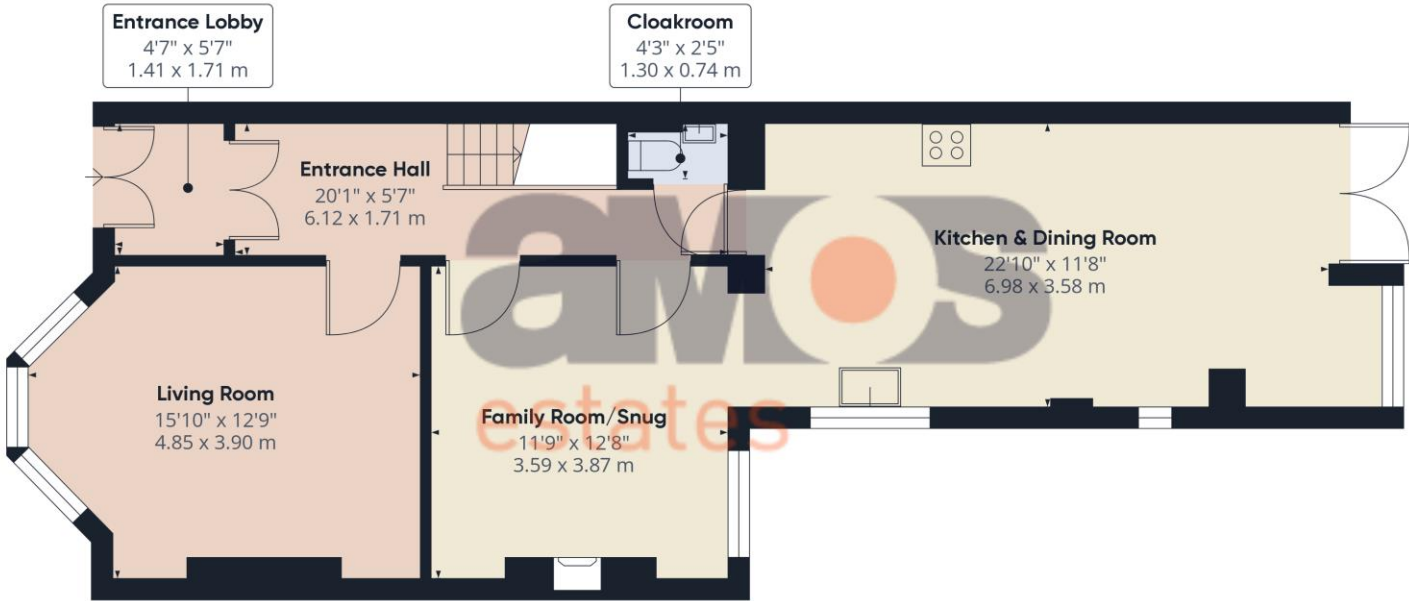 Entrance Lobby
4'7" x 5'7"
1.41 x 1.71 m
Cloakroom
4'3" x 2'5"
1.30 x 0.74 m
Entrance Hall
20'1" x 5'7"
6.12 x 1.71 m
Kitchen & Dining Room
22'10" x 11'8"
6.98 x 3.58 m
Living Room
15'10" x 12'9"
4.85 x 3.90 m
Family Room/Snug
11'9" x 12'8"
3.59 x 3.87 m
amos
estates